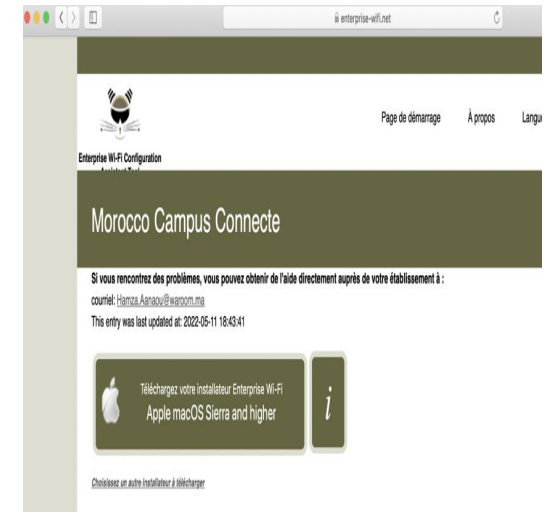 enterprise-wifi.net
Page de démarrage À propos Langue
Enterprise Wi-Fi Configuration
Assistant Tool
Morocco Campus Connecte
Si vous rencontrez des problèmes, vous pouvez obtenir de l'aide directement auprès de votre établissement à :
courriel: Hamza.Aanaou@waroom.ma
This entry was last updated at: 2022-05-11 18:43:41
Téléchargez votre installateur Enterprise Wi-Fi
Apple macOS Sierra and higher
i
Choisissez un autre installateur à télécharger